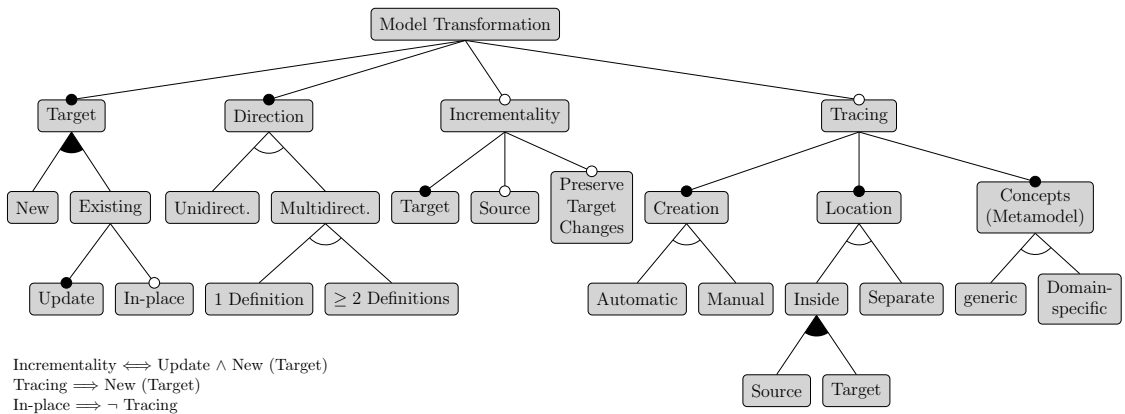 Model Transformation
Target
Direction
Incrementality
Tracing
New
Existing
Unidirect.
Multidirect.
Target
Source
Preserve
Target
Changes
Creation
Location
Concepts
(Metamodel)
Update
In-place
1 Definition
≥ 2 Definitions
Automatic
Manual
Inside
Separate
generic
Domain-
specific
Source
Target
Incrementality ⟺ Update ∧ New (Target)
Tracing ⟹ New (Target)
In-place ⟹ ¬ Tracing